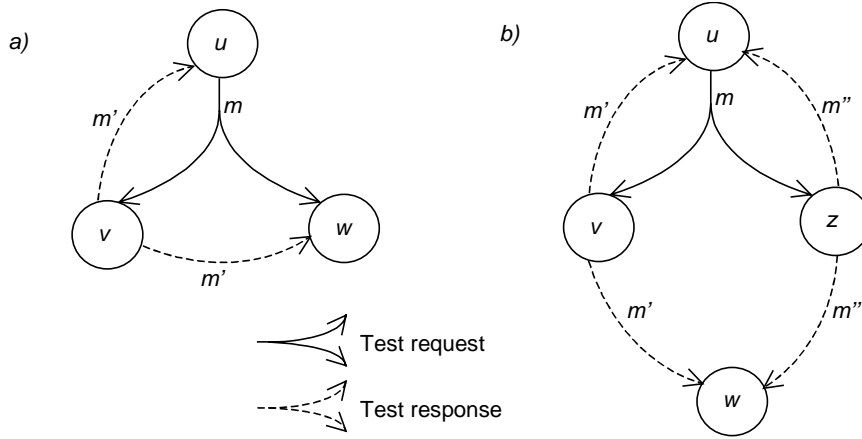 a)
u
m'
m
v
w
m'
b)
u
m'
m
m''
v
z
m'
m''
w
Test request
Test response